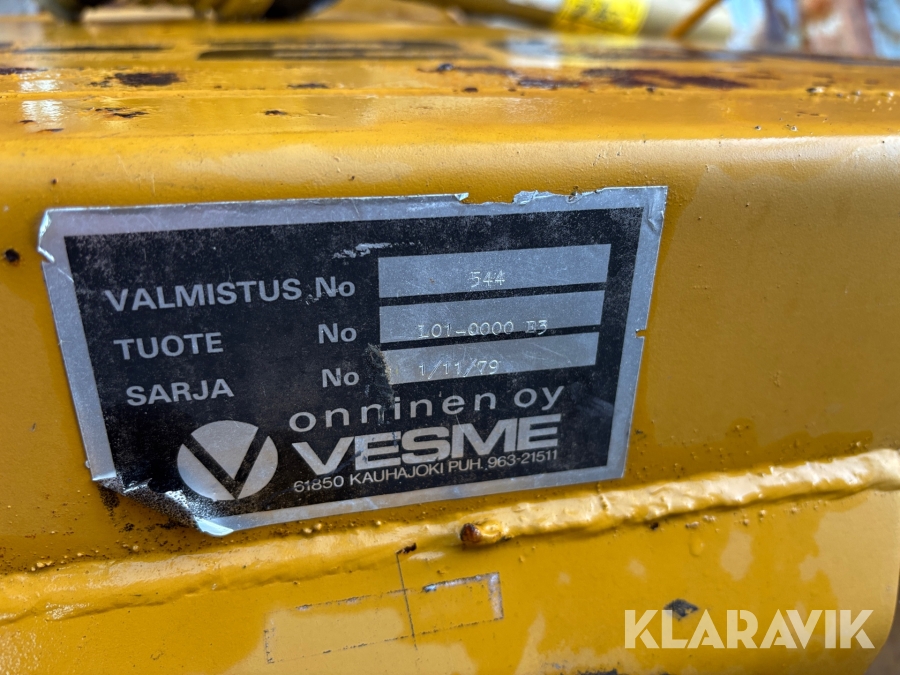 VALMISTUS No 544
TUOTE No L01-0000 E3
SARJA No 1/11/79
onninen oy
VESME
61850 KAUHAJOKI PUH. 963-21511
KLARAVIK